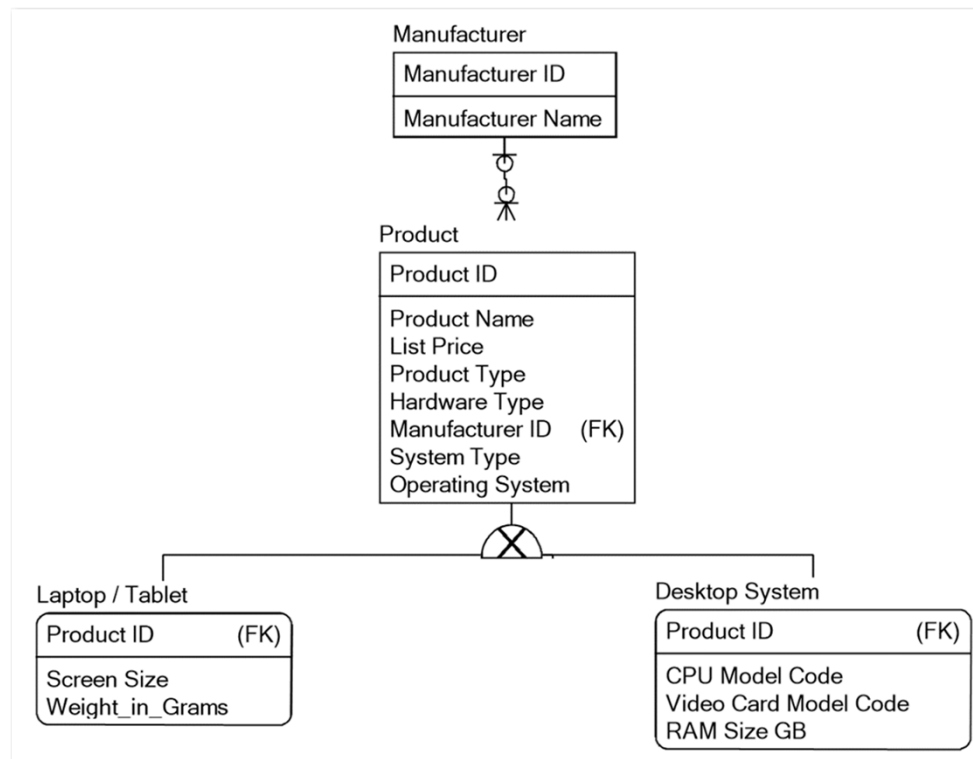 Manufacturer
Manufacturer ID
Manufacturer Name
Product
Product ID
Product Name
List Price
Product Type
Hardware Type
Manufacturer ID (FK)
System Type
Operating System
Laptop / Tablet
Product ID (FK)
Screen Size
Weight_in_Grams
Desktop System
Product ID (FK)
CPU Model Code
Video Card Model Code
RAM Size GB